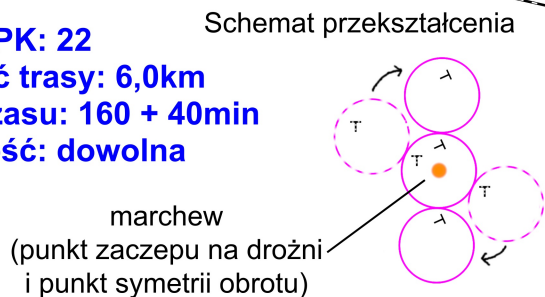 Schemat przekształcenia
PK: 22
ć trasy: 6,0km
zasu: 160 + 40min
ść: dowolna
T
T
T
T
T
T
marchew
(punkt zaczepu na drożni
i punkt symetrii obrotu)